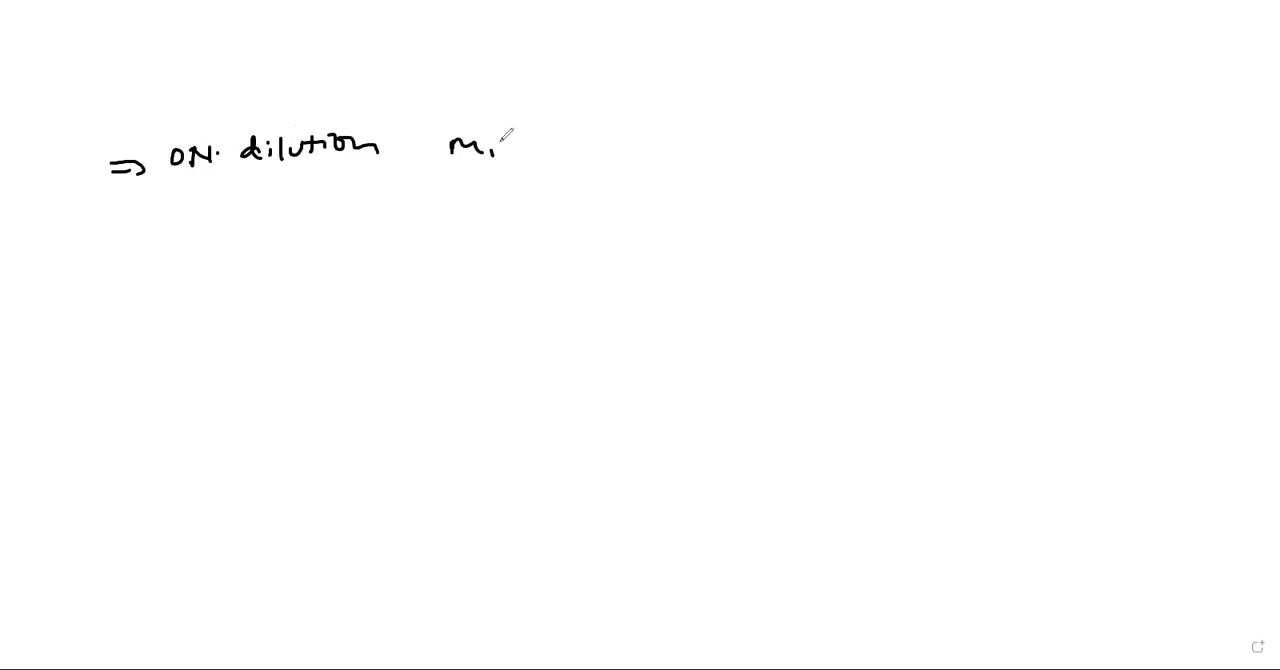 ⇒ ON. dilution M₁